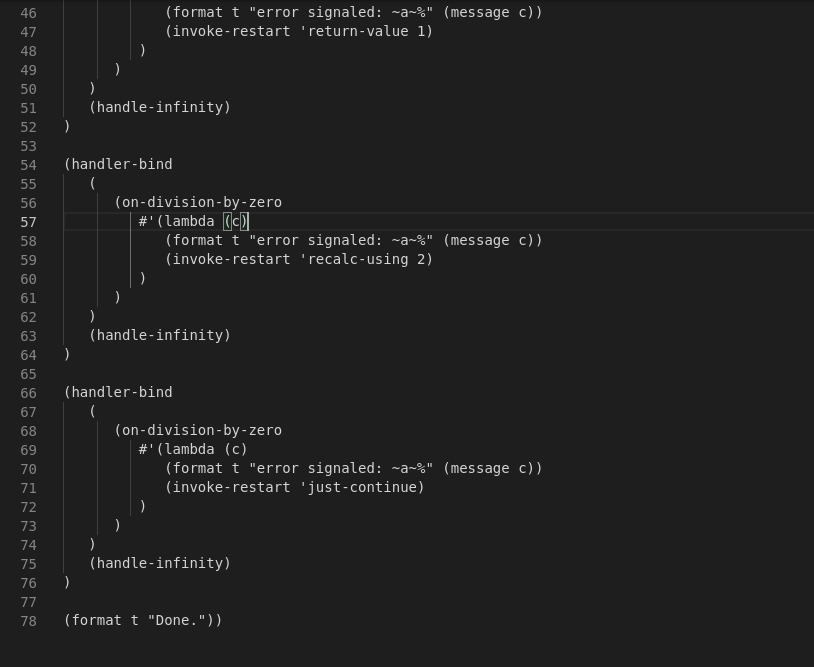 46 (format t "error signaled: ~a~%" (message c))
47 (invoke-restart 'return-value 1)
48 )
49 )
50 )
51 (handle-infinity)
52 )
53
54 (handler-bind
55 (
56 (on-division-by-zero
57 #'(lambda (c)
58 (format t "error signaled: ~a~%" (message c))
59 (invoke-restart 'recalc-using 2)
60 )
61 )
62 )
63 (handle-infinity)
64 )
65
66 (handler-bind
67 (
68 (on-division-by-zero
69 #'(lambda (c)
70 (format t "error signaled: ~a~%" (message c))
71 (invoke-restart 'just-continue)
72 )
73 )
74 )
75 (handle-infinity)
76 )
77
78 (format t "Done."))